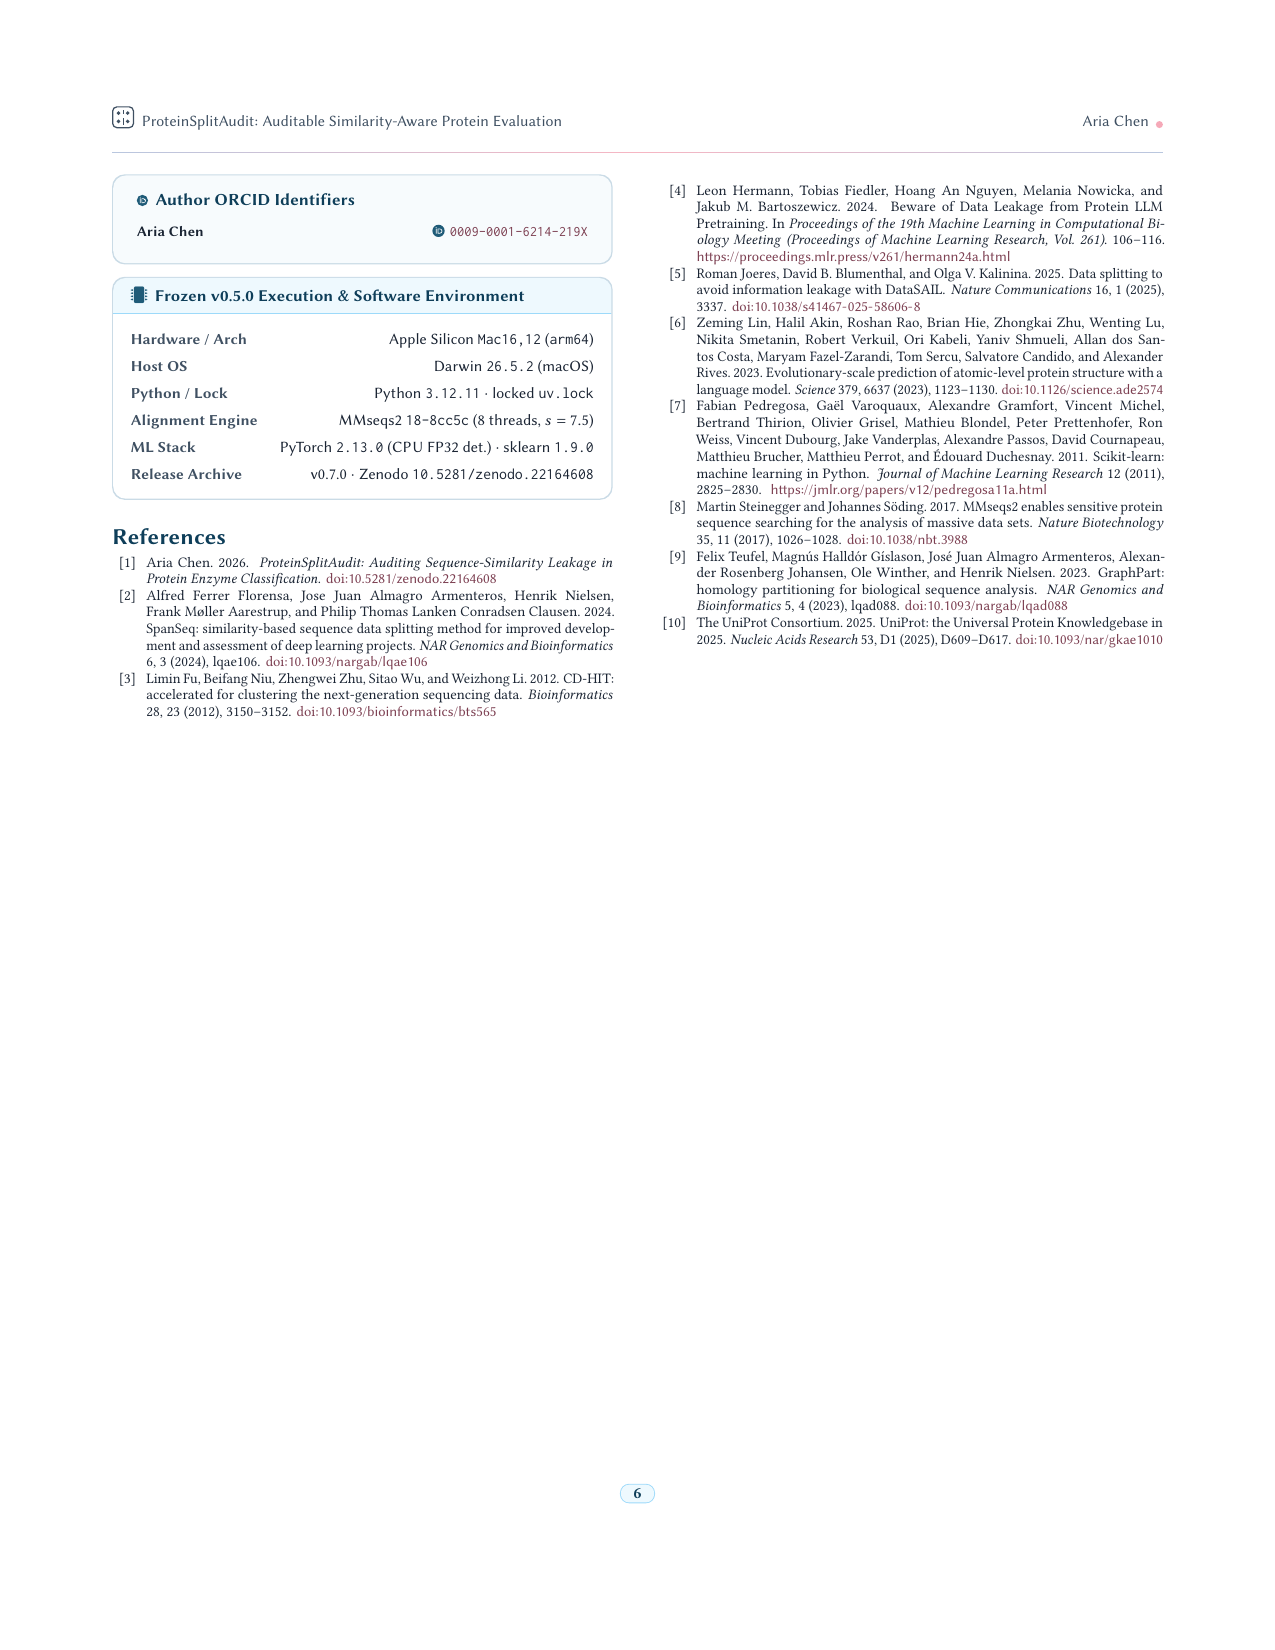 ProteinSplitAudit: Auditable Similarity-Aware Protein Evaluation
Aria Chen
Author ORCID Identifiers
Aria Chen
0009-0001-6214-219X
Frozen v0.5.0 Execution & Software Environment
Hardware / Arch Apple Silicon Mac16,12 (arm64)
Host OS Darwin 26.5.2 (macOS)
Python / Lock Python 3.12.11 · locked uv.lock
Alignment Engine MMseqs2 18-8cc5c (8 threads, s = 7.5)
ML Stack PyTorch 2.13.0 (CPU FP32 det.) · sklearn 1.9.0
Release Archive v0.7.0 · Zenodo 10.5281/zenodo.22164608
References
[1] Aria Chen. 2026. ProteinSplitAudit: Auditing Sequence-Similarity Leakage in
Protein Enzyme Classification. doi:10.5281/zenodo.22164608
[2] Alfred Ferrer Florensa, Jose Juan Almagro Armenteros, Henrik Nielsen,
Frank Møller Aarestrup, and Philip Thomas Lanken Conradsen Clausen. 2024.
SpanSeq: similarity-based sequence data splitting method for improved develop-
ment and assessment of deep learning projects. NAR Genomics and Bioinformatics
6, 3 (2024), lqae106. doi:10.1093/nargab/lqae106
[3] Limin Fu, Beifang Niu, Zhengwei Zhu, Sitao Wu, and Weizhong Li. 2012. CD-HIT:
accelerated for clustering the next-generation sequencing data. Bioinformatics
28, 23 (2012), 3150–3152. doi:10.1093/bioinformatics/bts565
[4] Leon Hermann, Tobias Fiedler, Hoang An Nguyen, Melania Nowicka, and
Jakub M. Bartoszewicz. 2024. Beware of Data Leakage from Protein LLM
Pretraining. In Proceedings of the 19th Machine Learning in Computational Bi-
ology Meeting (Proceedings of Machine Learning Research, Vol. 261). 106–116.
https://proceedings.mlr.press/v261/hermann24a.html
[5] Roman Joeres, David B. Blumenthal, and Olga V. Kalinina. 2025. Data splitting to
avoid information leakage with DataSAIL. Nature Communications 16, 1 (2025),
3337. doi:10.1038/s41467-025-58606-8
[6] Zeming Lin, Halil Akin, Roshan Rao, Brian Hie, Zhongkai Zhu, Wenting Lu,
Nikita Smetanin, Robert Verkuil, Ori Kabeli, Yaniv Shmueli, Allan dos San-
tos Costa, Maryam Fazel-Zarandi, Tom Sercu, Salvatore Candido, and Alexander
Rives. 2023. Evolutionary-scale prediction of atomic-level protein structure with a
language model. Science 379, 6637 (2023), 1123–1130. doi:10.1126/science.ade2574
[7] Fabian Pedregosa, Gaël Varoquaux, Alexandre Gramfort, Vincent Michel,
Bertrand Thirion, Olivier Grisel, Mathieu Blondel, Peter Prettenhofer, Ron
Weiss, Vincent Dubourg, Jake Vanderplas, Alexandre Passos, David Cournapeau,
Matthieu Brucher, Matthieu Perrot, and Édouard Duchesnay. 2011. Scikit-learn:
machine learning in Python. Journal of Machine Learning Research 12 (2011),
2825–2830. https://jmlr.org/papers/v12/pedregosa11a.html
[8] Martin Steinegger and Johannes Söding. 2017. MMseqs2 enables sensitive protein
sequence searching for the analysis of massive data sets. Nature Biotechnology
35, 11 (2017), 1026–1028. doi:10.1038/nbt.3988
[9] Felix Teufel, Magnús Halldór Gíslason, José Juan Almagro Armenteros, Alexan-
der Rosenberg Johansen, Ole Winther, and Henrik Nielsen. 2023. GraphPart:
homology partitioning for biological sequence analysis. NAR Genomics and
Bioinformatics 5, 4 (2023), lqad088. doi:10.1093/nargab/lqad088
[10] The UniProt Consortium. 2025. UniProt: the Universal Protein Knowledgebase in
2025. Nucleic Acids Research 53, D1 (2025), D609–D617. doi:10.1093/nar/gkae1010
6